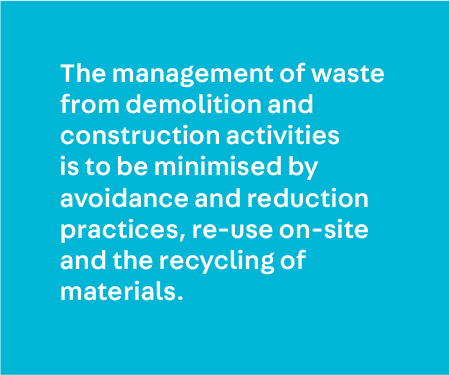 The management of waste
from demolition and
construction activities
is to be minimised by
avoidance and reduction
practices, re-use on-site
and the recycling of
materials.